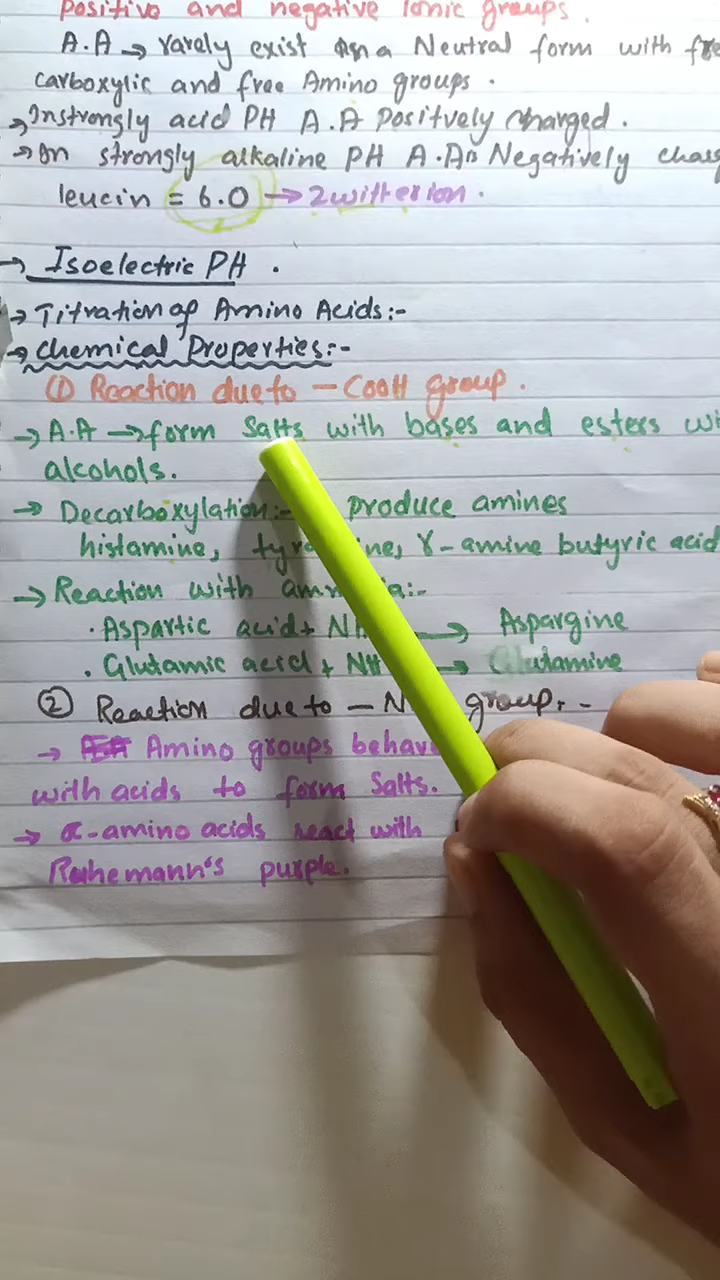 positive and negative Ionic groups.
A.A → rarely exist in a Neutral form with
carboxylic and free Amino groups.
→ Instrongly acid PH A.A Positvely charged.
→ On strongly alkaline PH A.A Negatively
leucin = 6.0 → Zwitterion.
→ Isoelectric PH.
→ Titration of Amino Acids:-
→ Chemical Properties:-
① Reaction due to - COOH group.
→ A.A → form Salts with bases and esters
alcohols.
→ Decarboxylation:- produce amines
histamine, γ-amine butyric acid
→ Reaction with
. Aspartic acid + → Aspargine
. Glutamic acid + → Glutamine
② Reaction due to - group:-
→ Amino groups
with acids to form Salts.
→ α-amino acids react with
Ruhemann's purple.